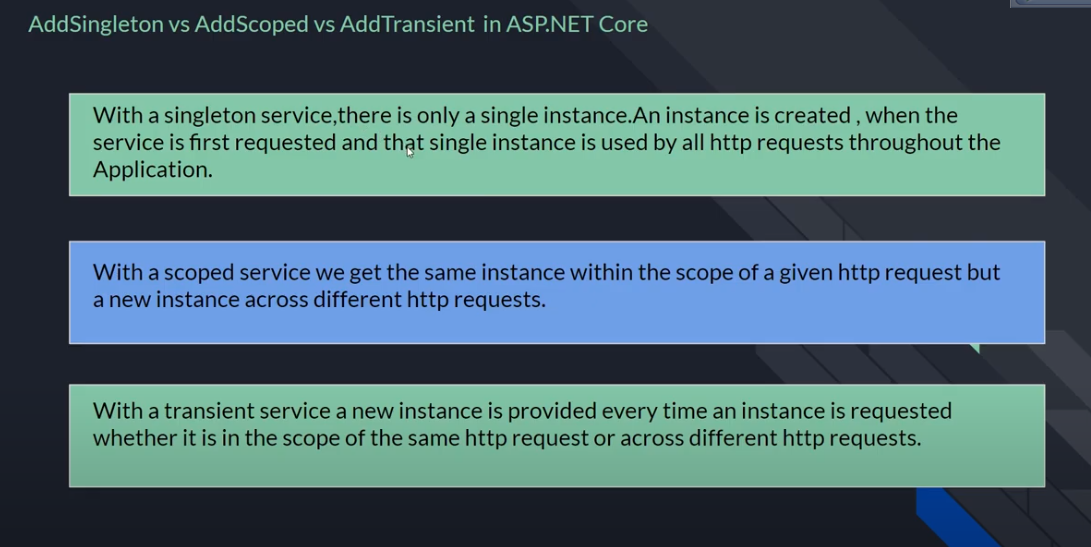 AddSingleton vs AddScoped vs AddTransient in ASP.NET Core
With a singleton service,there is only a single instance.An instance is created , when the
service is first requested and that single instance is used by all http requests throughout the
Application.
With a scoped service we get the same instance within the scope of a given http request but
a new instance across different http requests.
With a transient service a new instance is provided every time an instance is requested
whether it is in the scope of the same http request or across different http requests.